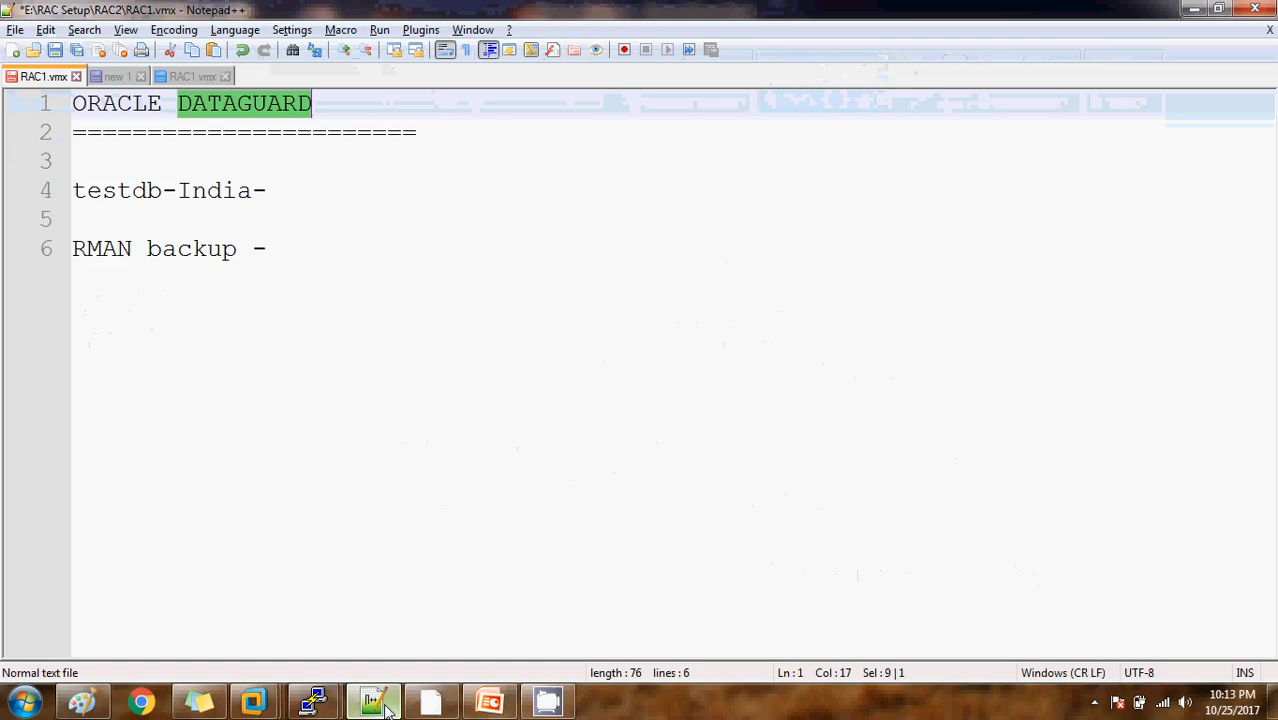 *E:\RAC Setup\RAC2\RAC1.vmx - Notepad++
File Edit Search View Encoding Language Settings Macro Run Plugins Window ? X
RAC1.vmx new 1 RAC1.vmx
1 ORACLE DATAGUARD
2 =======================
3
4 testdb-India-
5
6 RMAN backup -
Normal text file length : 76 lines : 6 Ln : 1 Col : 17 Sel : 9 | 1 Windows (CR LF) UTF-8 INS
10:13 PM
10/25/2017